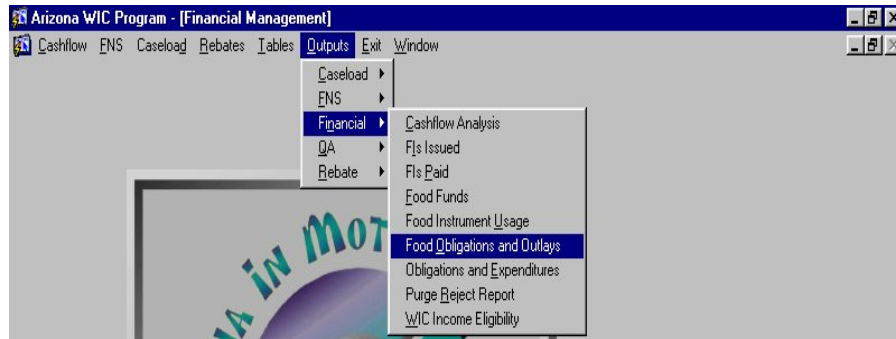 Arizona WIC Program - [Financial Management]
Cashflow FNS Caseload Rebates Tables Outputs Exit Window
Caseload
FNS
Financial
QA
Rebate
Cashflow Analysis
FIs Issued
FIs Paid
Food Funds
Food Instrument Usage
Food Obligations and Outlays
Obligations and Expenditures
Purge Reject Report
WIC Income Eligibility
IN